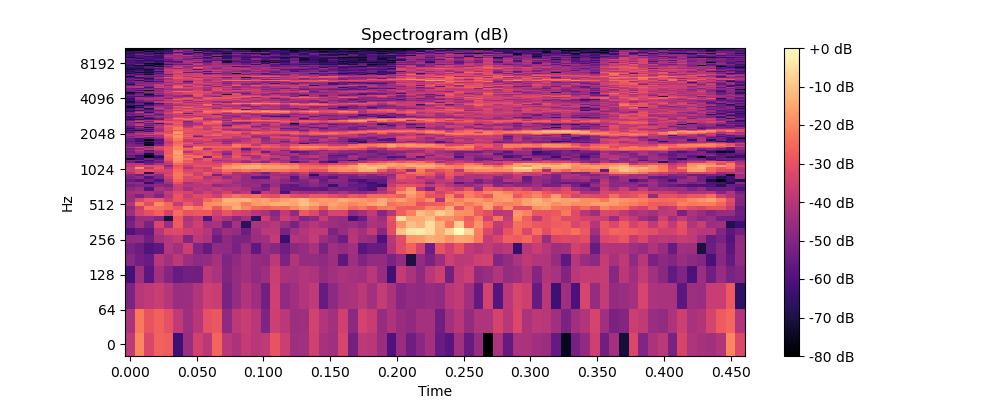 Spectrogram (dB)
Hz
8192
4096
2048
1024
512
256
128
64
0
0.000 0.050 0.100 0.150 0.200 0.250 0.300 0.350 0.400 0.450
Time
+0 dB
-10 dB
-20 dB
-30 dB
-40 dB
-50 dB
-60 dB
-70 dB
-80 dB